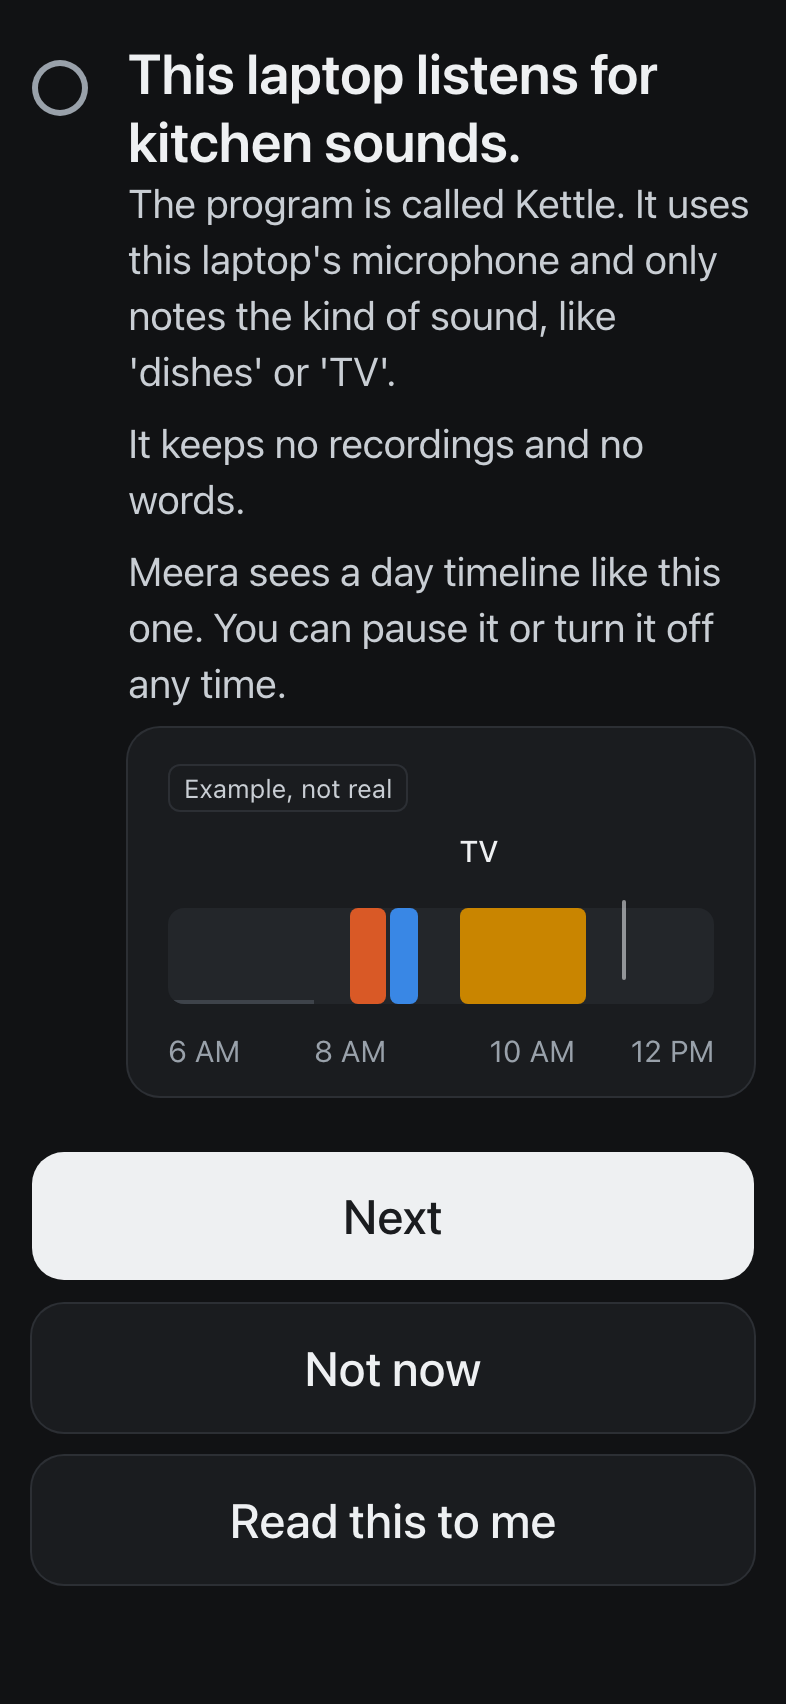 This laptop listens for
kitchen sounds.
The program is called Kettle. It uses
this laptop's microphone and only
notes the kind of sound, like
'dishes' or 'TV'.
It keeps no recordings and no
words.
Meera sees a day timeline like this
one. You can pause it or turn it off
any time.
Example, not real
TV
6 AM 8 AM 10 AM 12 PM
Next
Not now
Read this to me